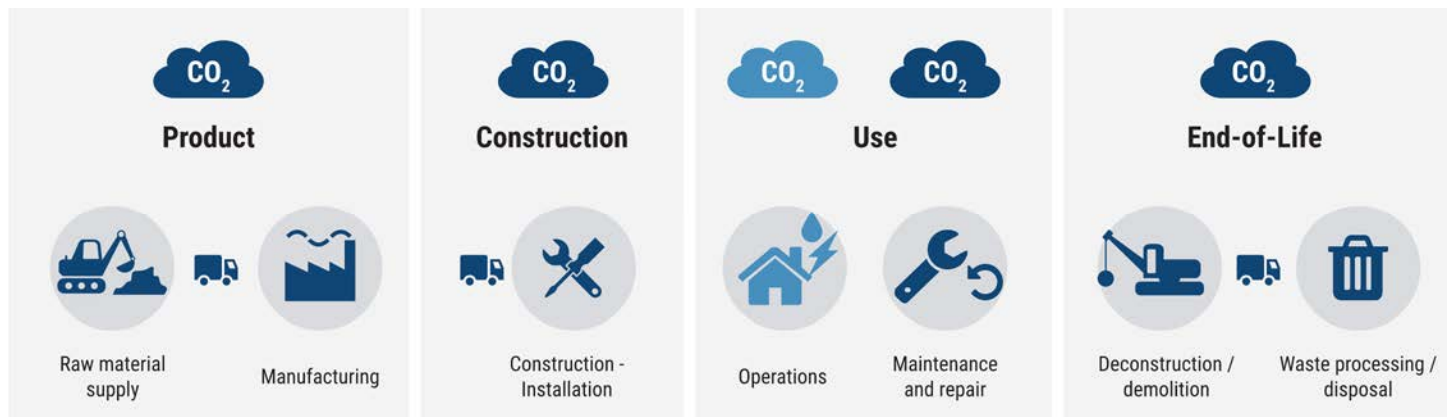 CO₂
Product
Raw material
supply
Manufacturing
CO₂
Construction
Construction -
Installation
CO₂
CO₂
Use
Operations
Maintenance
and repair
CO₂
End-of-Life
Deconstruction /
demolition
Waste processing /
disposal